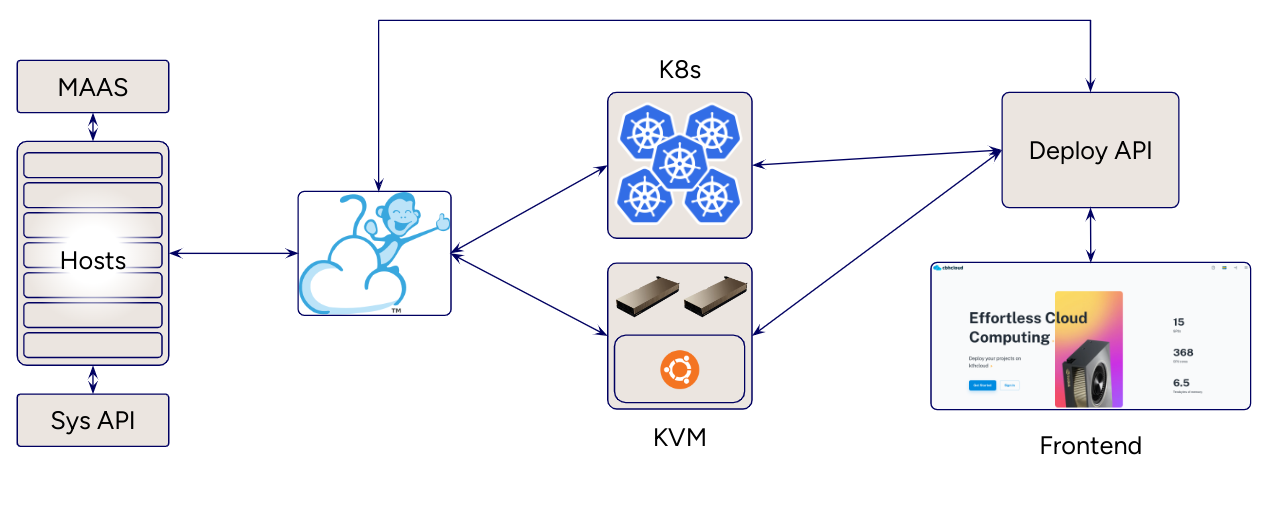 MAAS
Hosts
Sys API
TM
K8s
KVM
Deploy API
cbhcloud
Effortless Cloud
Computing
Deploy your projects on
kthcloud
Get started
Sign in
15
GPUs
368
CPU cores
6.5
Terabytes of memory
Frontend